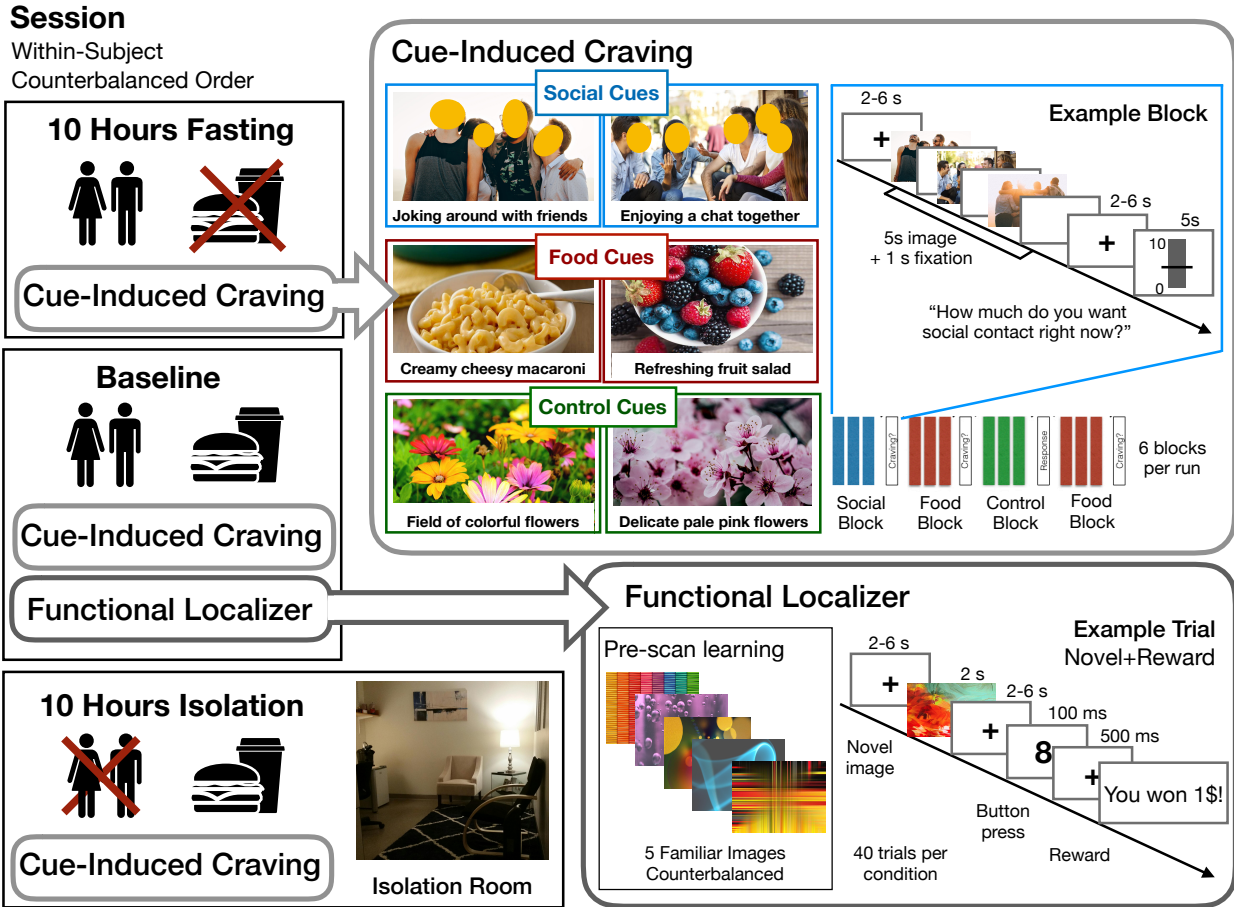 Session
Within-Subject
Counterbalanced Order
10 Hours Fasting
Cue-Induced Craving
Baseline
Cue-Induced Craving
Functional Localizer
10 Hours Isolation
Cue-Induced Craving
Isolation Room
Cue-Induced Craving
Social Cues
Joking around with friends
Enjoying a chat together
Food Cues
Creamy cheesy macaroni
Refreshing fruit salad
Control Cues
Field of colorful flowers
Delicate pale pink flowers
Example Block
2-6 s
+
5s image
+ 1 s fixation
2-6 s
+
5s
10
0
“How much do you want
social contact right now?”
Craving?
Craving?
Response
Craving?
6 blocks
per run
Social
Block
Food
Block
Control
Block
Food
Block
Functional Localizer
Pre-scan learning
5 Familiar Images
Counterbalanced
Example Trial
Novel+Reward
2-6 s
+
2 s
2-6 s
+
100 ms
8
500 ms
+
You won 1$!
Novel
image
Button
press
Reward
40 trials per
condition